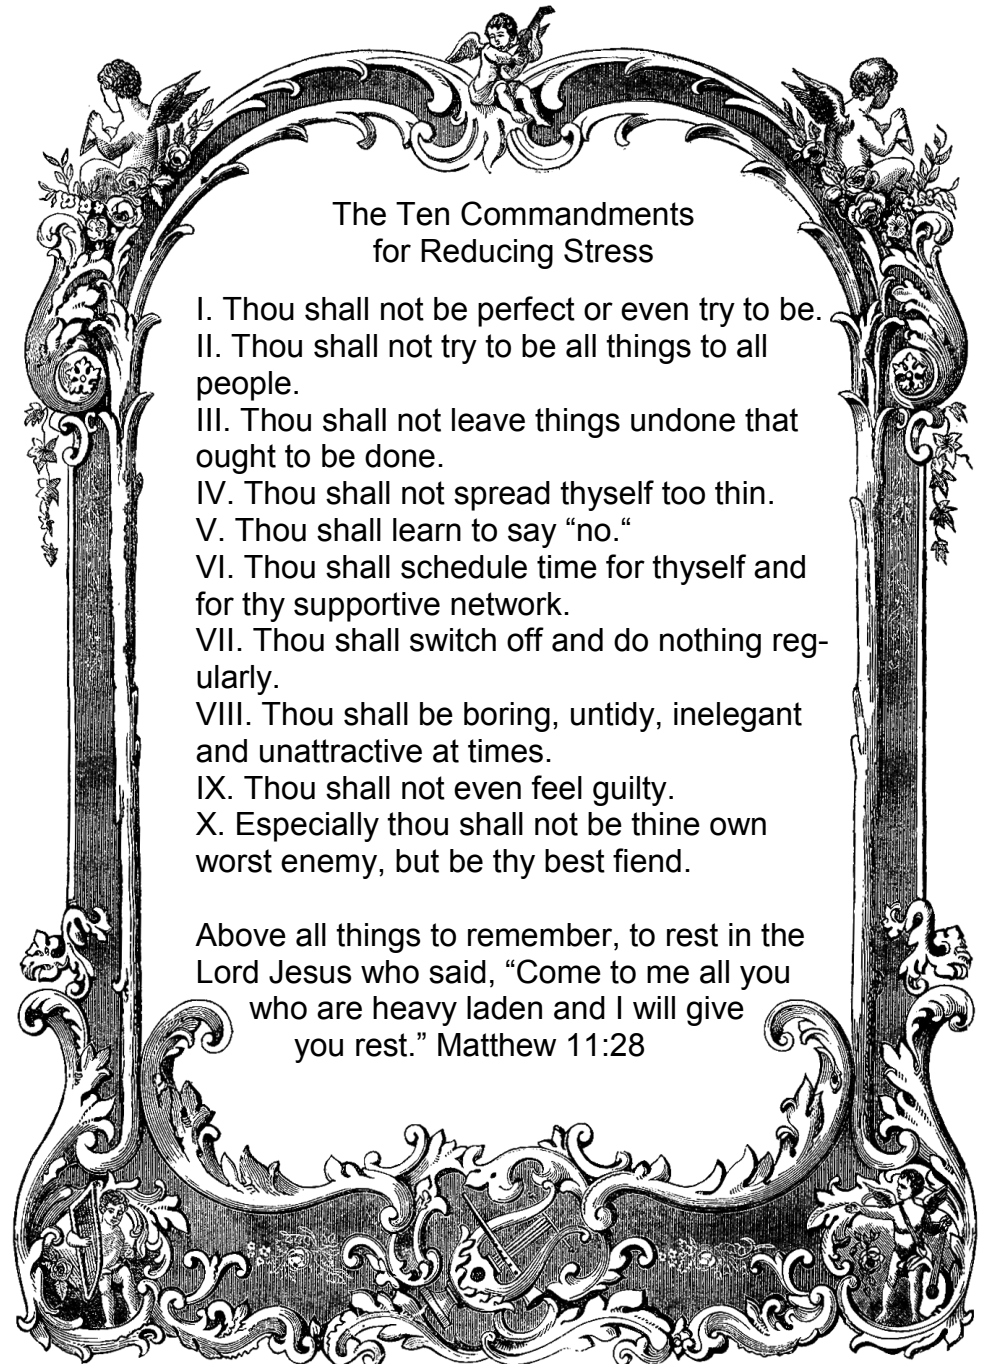 The Ten Commandments
for Reducing Stress
I. Thou shall not be perfect or even try to be.
II. Thou shall not try to be all things to all
people.
III. Thou shall not leave things undone that
ought to be done.
IV. Thou shall not spread thyself too thin.
V. Thou shall learn to say “no.“
VI. Thou shall schedule time for thyself and
for thy supportive network.
VII. Thou shall switch off and do nothing reg-
ularly.
VIII. Thou shall be boring, untidy, inelegant
and unattractive at times.
IX. Thou shall not even feel guilty.
X. Especially thou shall not be thine own
worst enemy, but be thy best fiend.
Above all things to remember, to rest in the
Lord Jesus who said, “Come to me all you
who are heavy laden and I will give
you rest.” Matthew 11:28